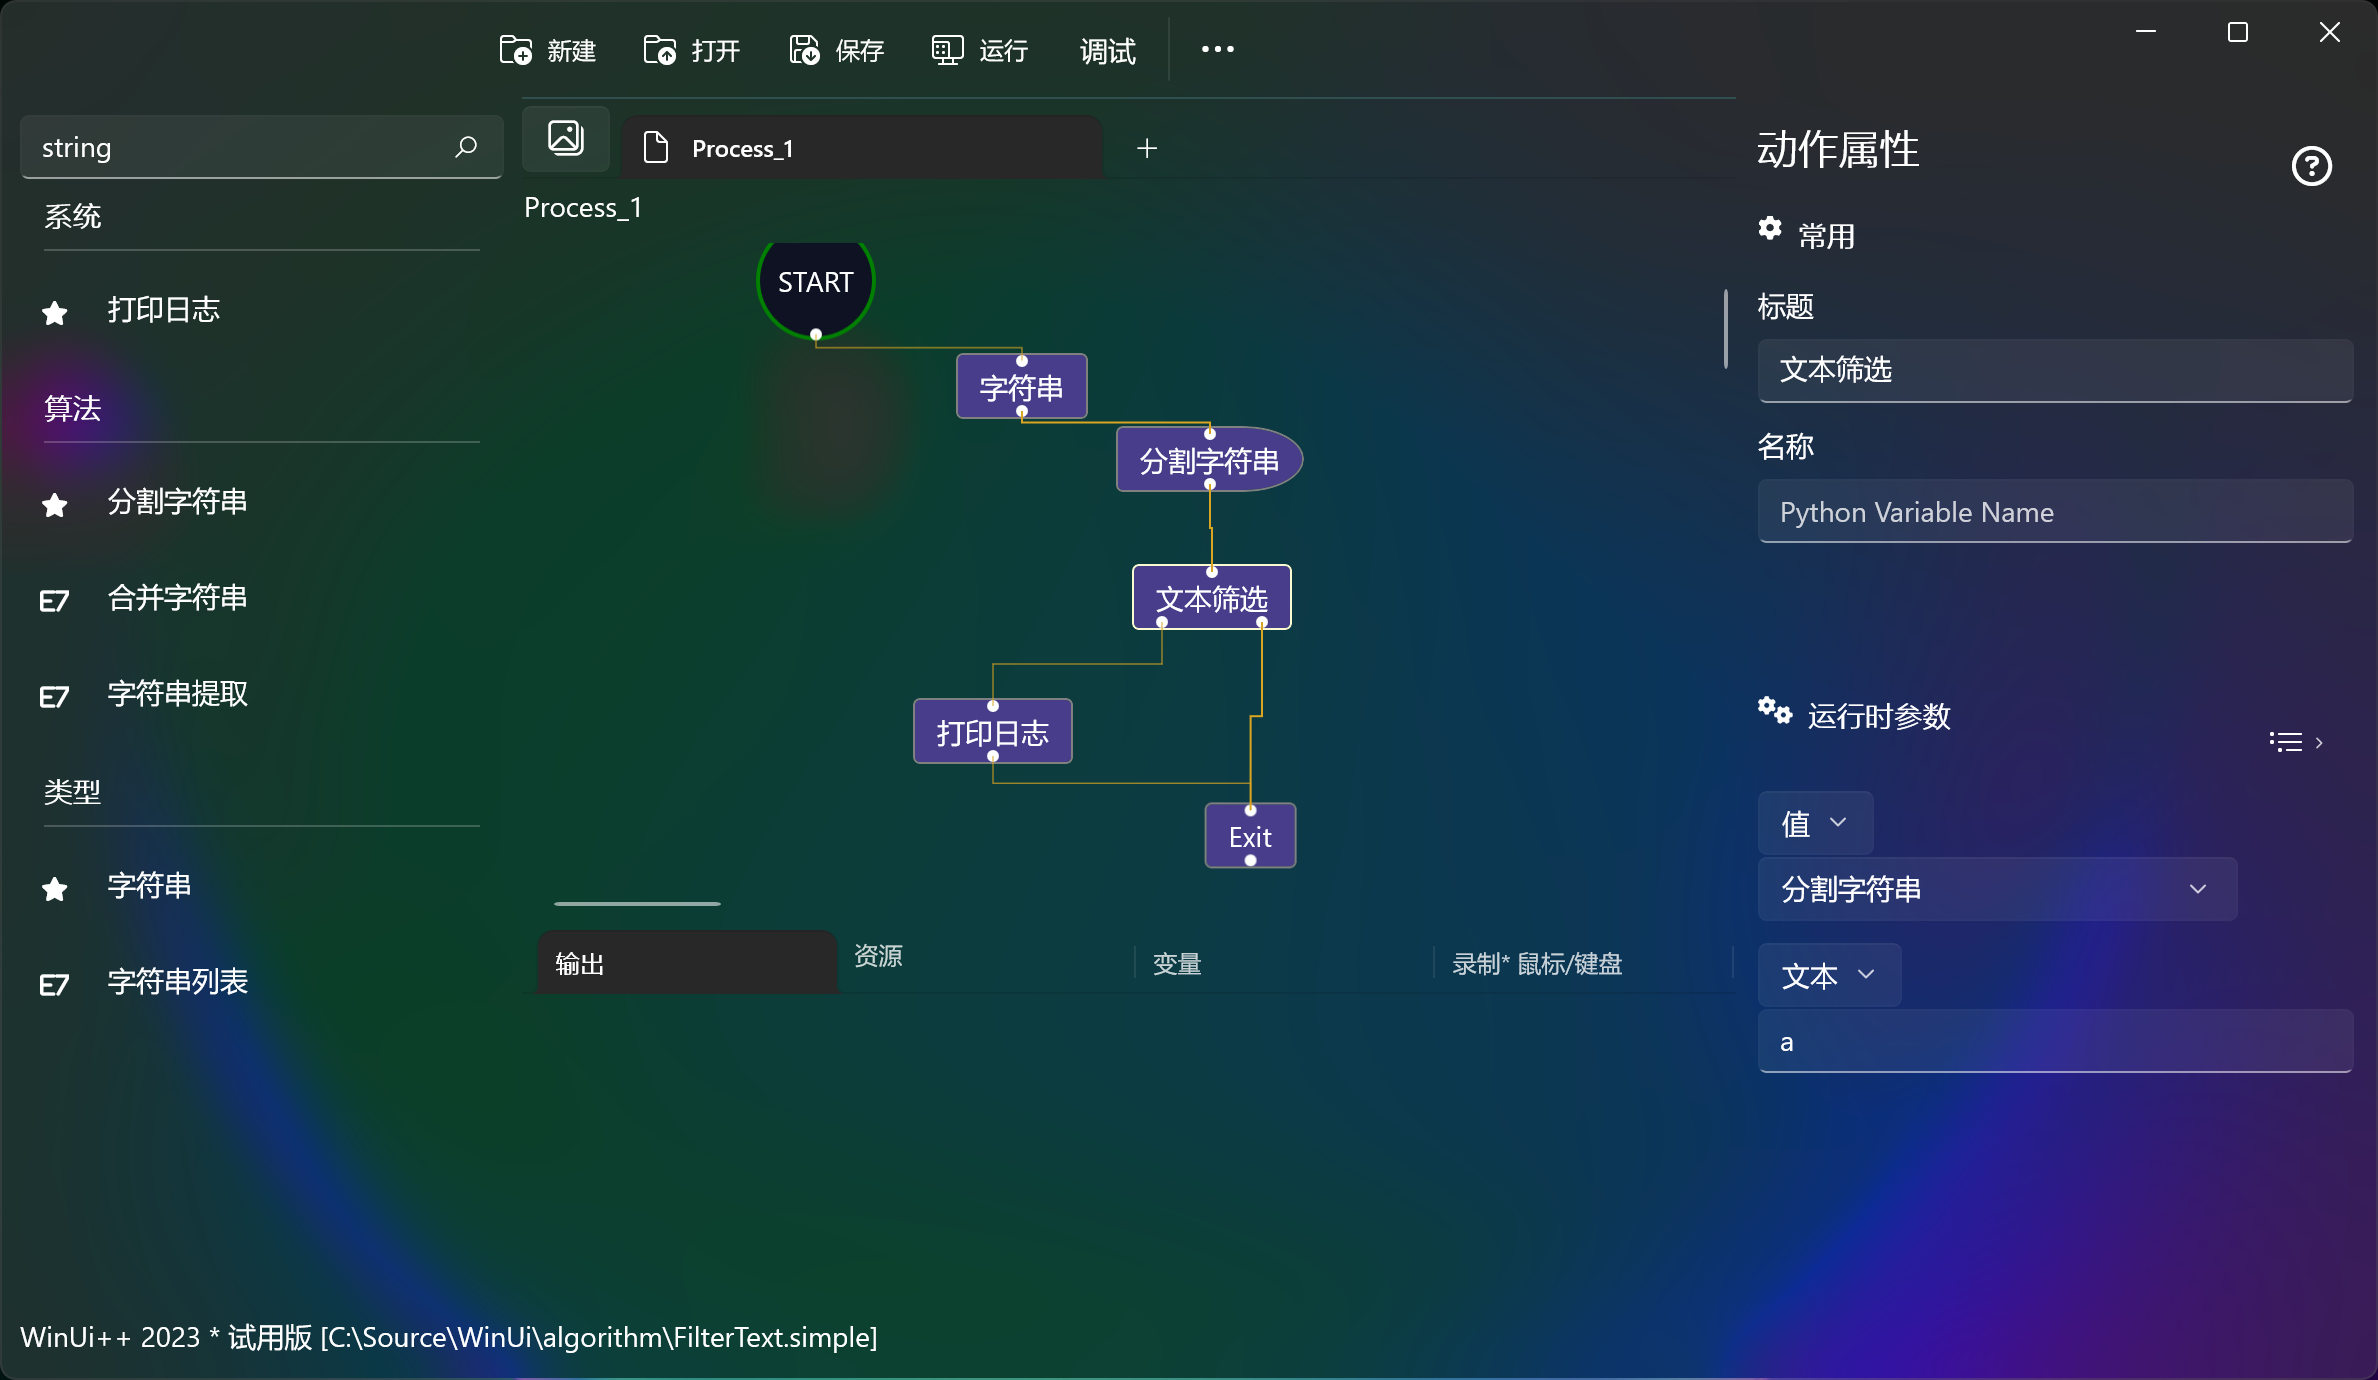 新建 打开 保存 运行 调试
string
系统
打印日志
算法
分割字符串
E7 合并字符串
E7 字符串提取
类型
字符串
E7 字符串列表
Process_1
Process_1
START
字符串
分割字符串
文本筛选
打印日志
Exit
输出 资源 变量 录制* 鼠标/键盘
动作属性
常用
标题
文本筛选
名称
Python Variable Name
运行时参数
值
分割字符串
文本
a
WinUi++ 2023 * 试用版 [C:\Source\WinUi\algorithm\FilterText.simple]